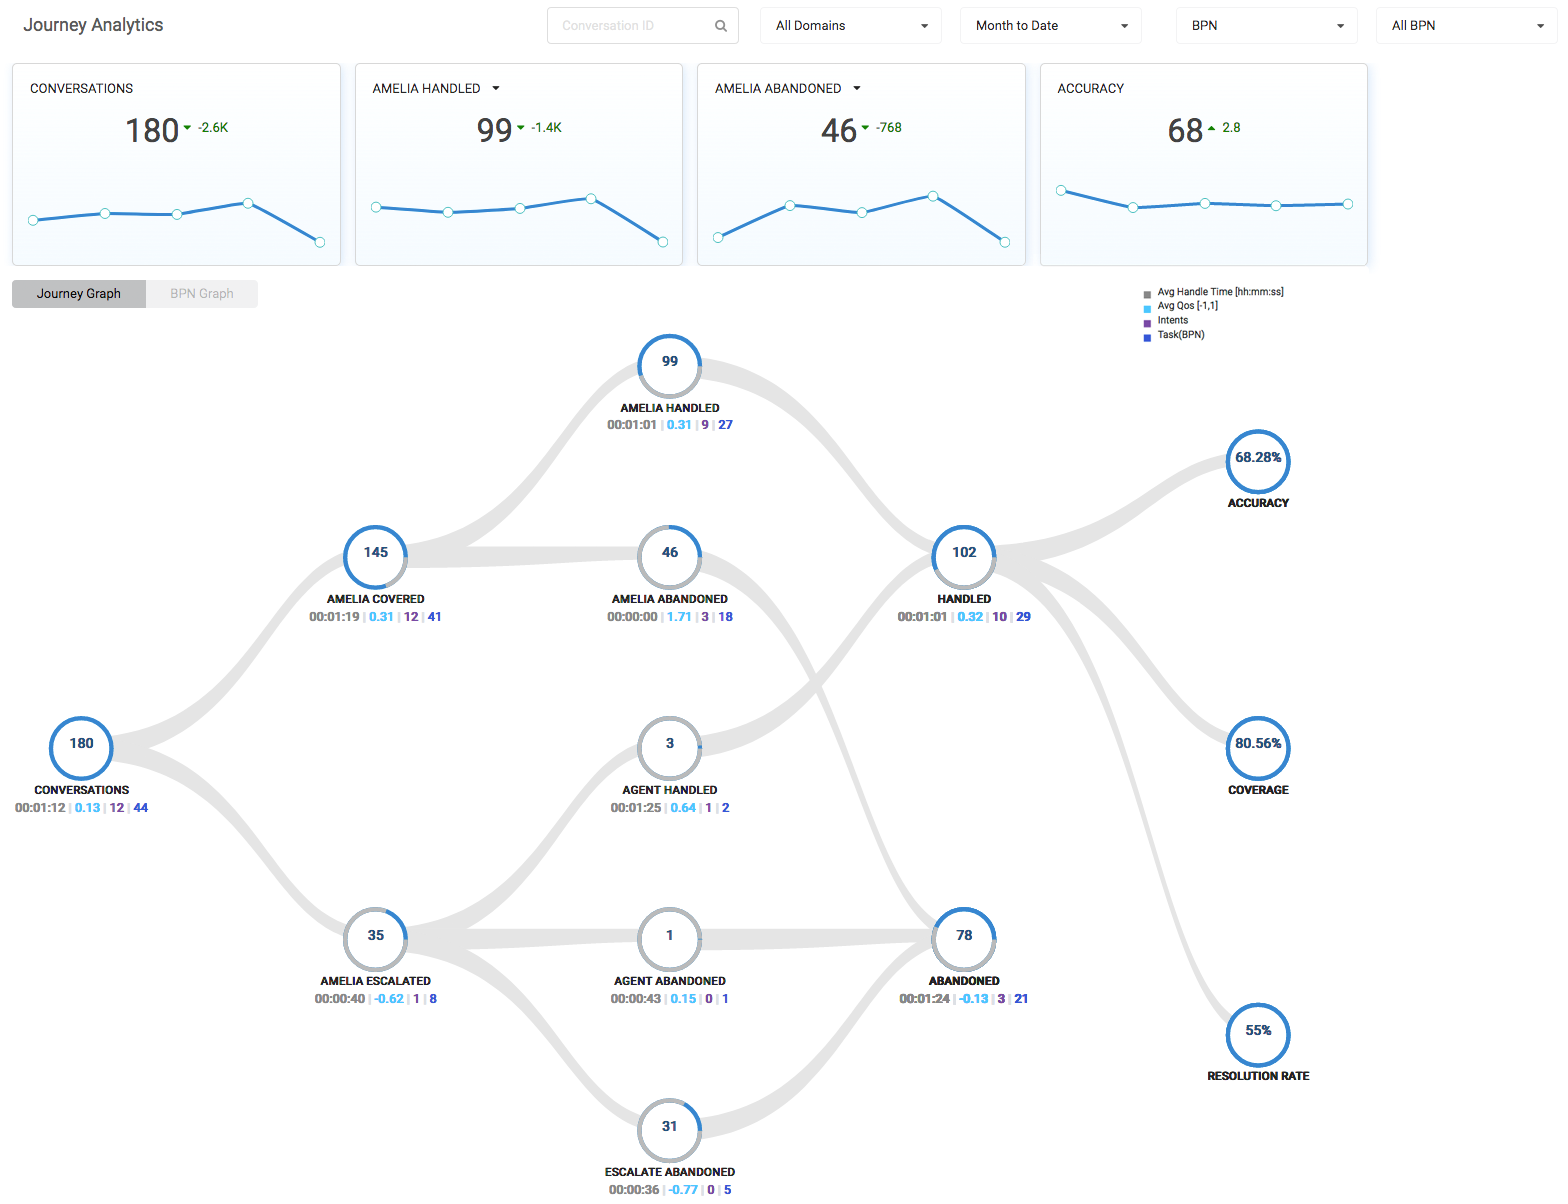 Journey Analytics
Conversation ID
All Domains
Month to Date
BPN
All BPN
CONVERSATIONS
180 -2.6K
AMELIA HANDLED
99 -1.4K
AMELIA ABANDONED
46 -768
ACCURACY
68 2.8
Journey Graph
BPN Graph
Avg Handle Time [hh:mm:ss]
Avg Qos [-1,1]
Intents
Task(BPN)
99
AMELIA HANDLED
00:01:01 | 0.31 | 9 | 27
68.28%
ACCURACY
145
AMELIA COVERED
00:01:19 | 0.31 | 12 | 41
46
AMELIA ABANDONED
00:00:00 | 1.71 | 3 | 18
102
HANDLED
00:01:01 | 0.32 | 10 | 29
180
CONVERSATIONS
00:01:12 | 0.13 | 12 | 44
3
AGENT HANDLED
00:01:25 | 0.64 | 1 | 2
80.56%
COVERAGE
35
AMELIA ESCALATED
00:00:40 | -0.62 | 1 | 8
1
AGENT ABANDONED
00:00:43 | 0.15 | 0 | 1
78
ABANDONED
00:01:24 | -0.13 | 3 | 21
55%
RESOLUTION RATE
31
ESCALATE ABANDONED
00:00:36 | -0.77 | 0 | 5